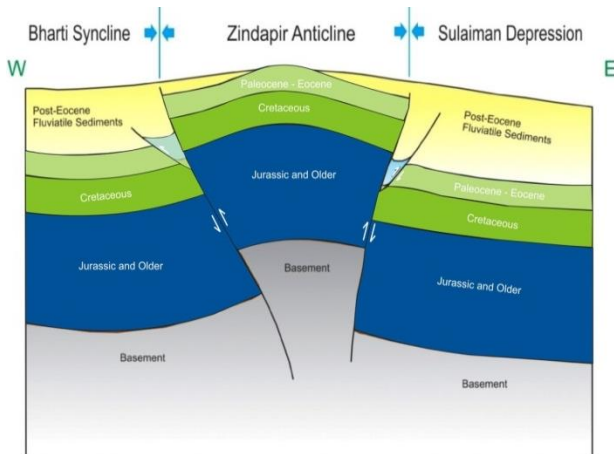 Bharti Syncline
Zindapir Anticline
Sulaiman Depression
W
E
Post-Eocene
Fluviatile Sediments
Paleocene - Eocene
Post-Eocene
Fluviatile Sediments
Cretaceous
Cretaceous
Jurassic and Older
Paleocene - Eocene
Cretaceous
Jurassic and Older
Basement
Jurassic and Older
Basement
Basement